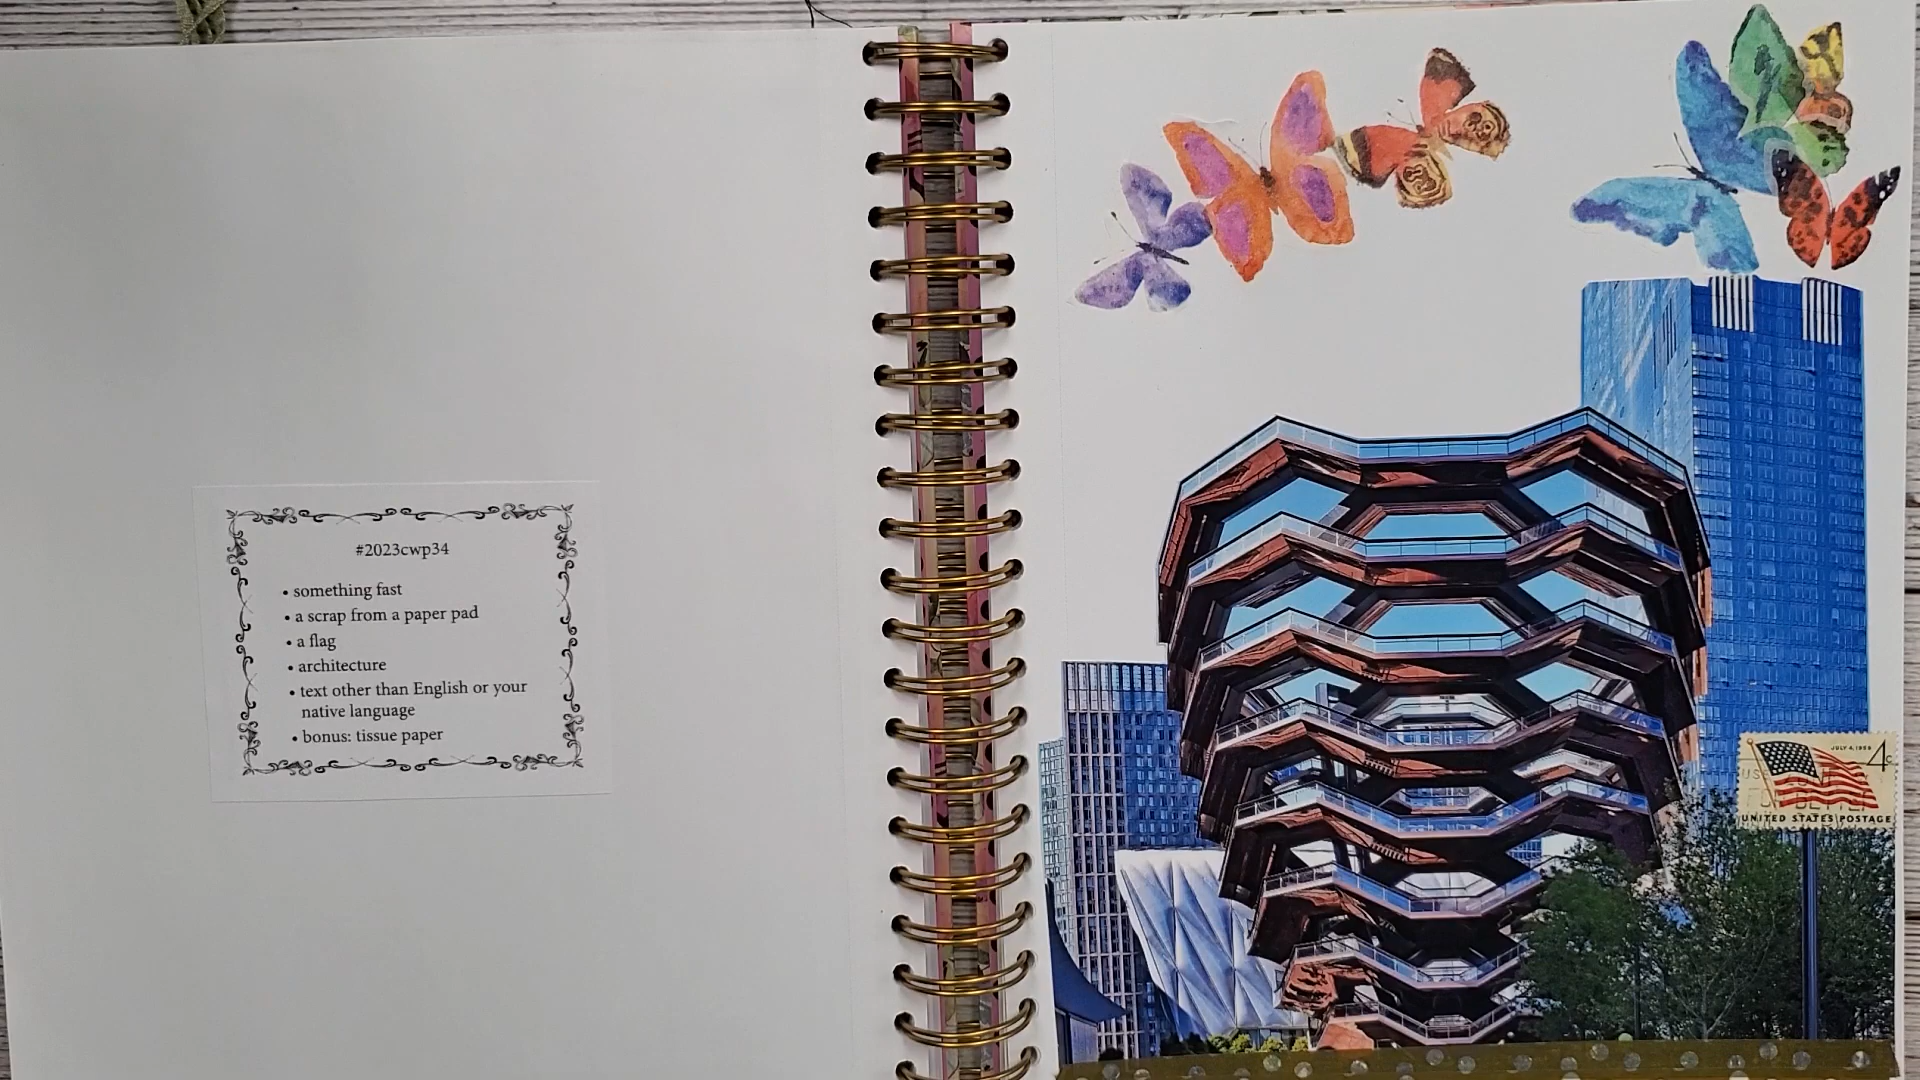 #2023cwp34
• something fast
• a scrap from a paper pad
• a flag
• architecture
• text other than English or your
native language
• bonus: tissue paper
JULY 4, 1960
4c
UNITED STATES POSTAGE